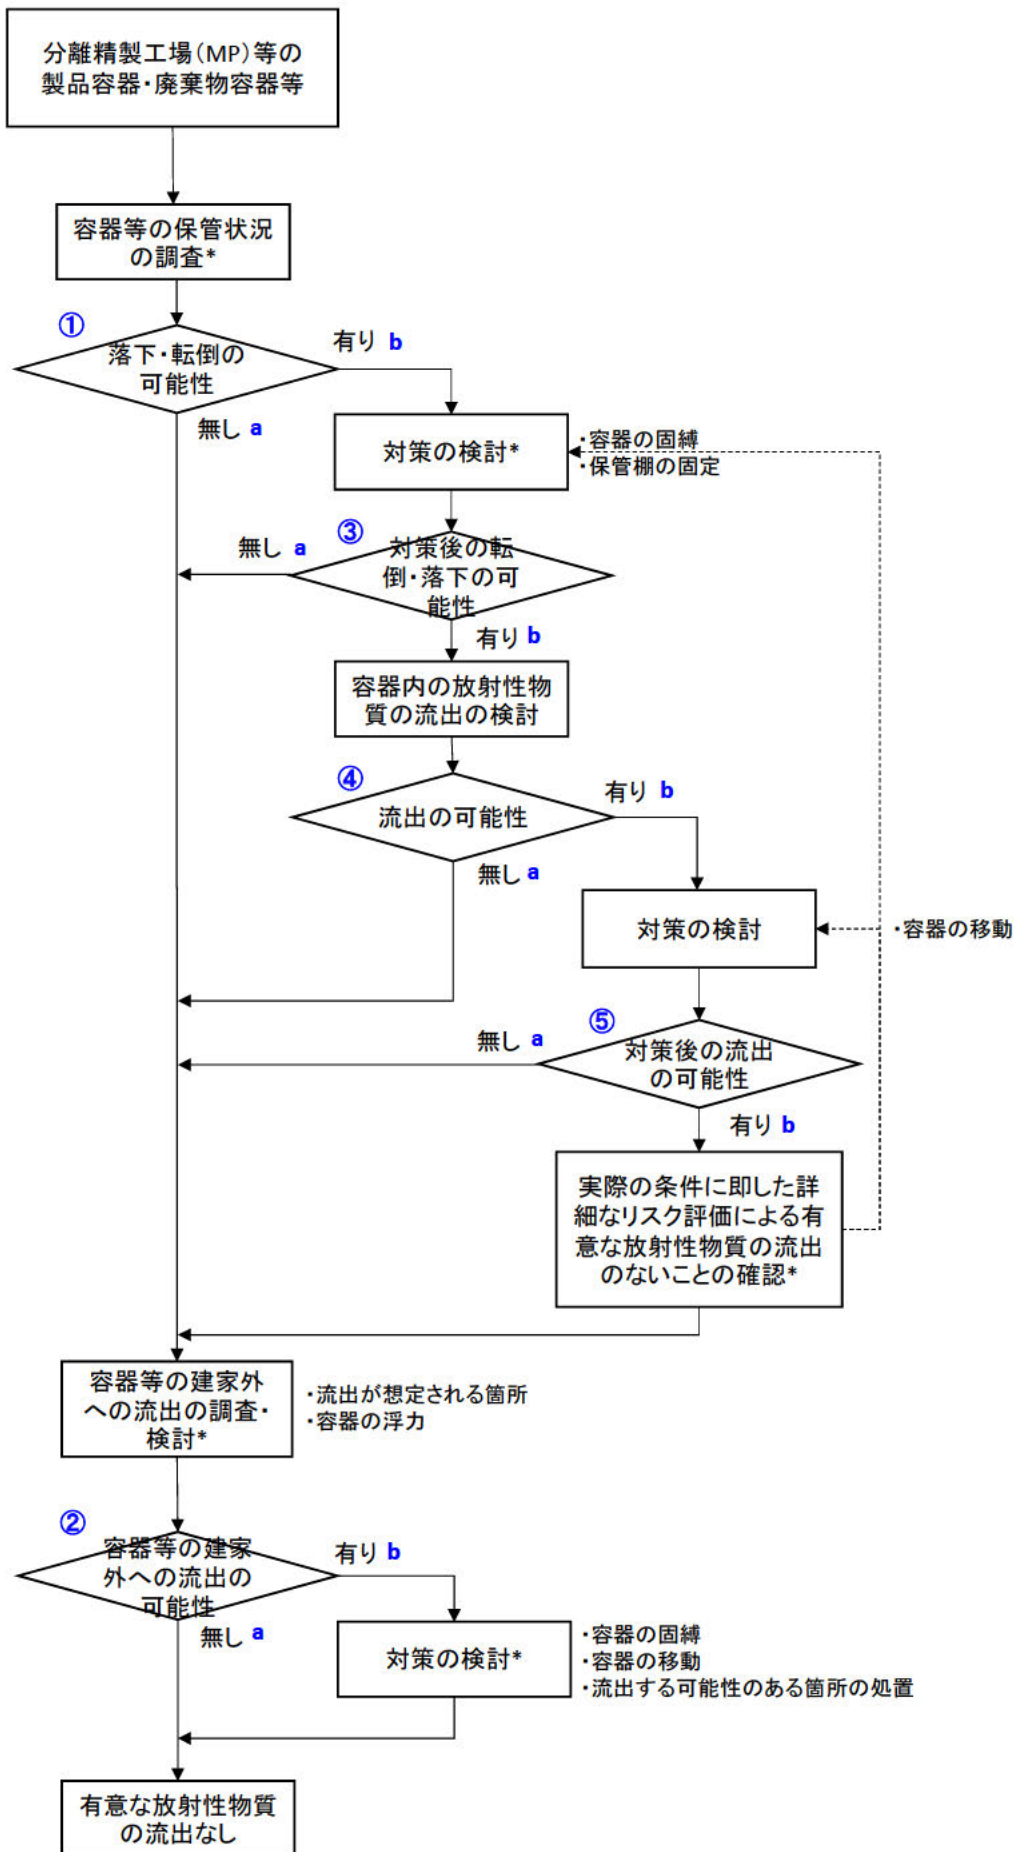 分離精製工場(MP)等の
製品容器・廃棄物容器等
容器等の保管状況
の調査*
①
落下・転倒の
可能性
有り b
無し a
対策の検討*
・容器の固縛
・保管棚の固定
③
対策後の転
倒・落下の可
能性
無し a
有り b
容器内の放射性物
質の流出の検討
④
流出の可能性
有り b
無し a
対策の検討
・容器の移動
⑤
対策後の流出
の可能性
無し a
有り b
実際の条件に即した詳
細なリスク評価による有
意な放射性物質の流出
のないことの確認*
容器等の建家外
への流出の調査・
検討*
・流出が想定される箇所
・容器の浮力
②
容器等の建家
外への流出の
可能性
有り b
無し a
対策の検討*
・容器の固縛
・容器の移動
・流出する可能性のある箇所の処置
有意な放射性物質
の流出なし